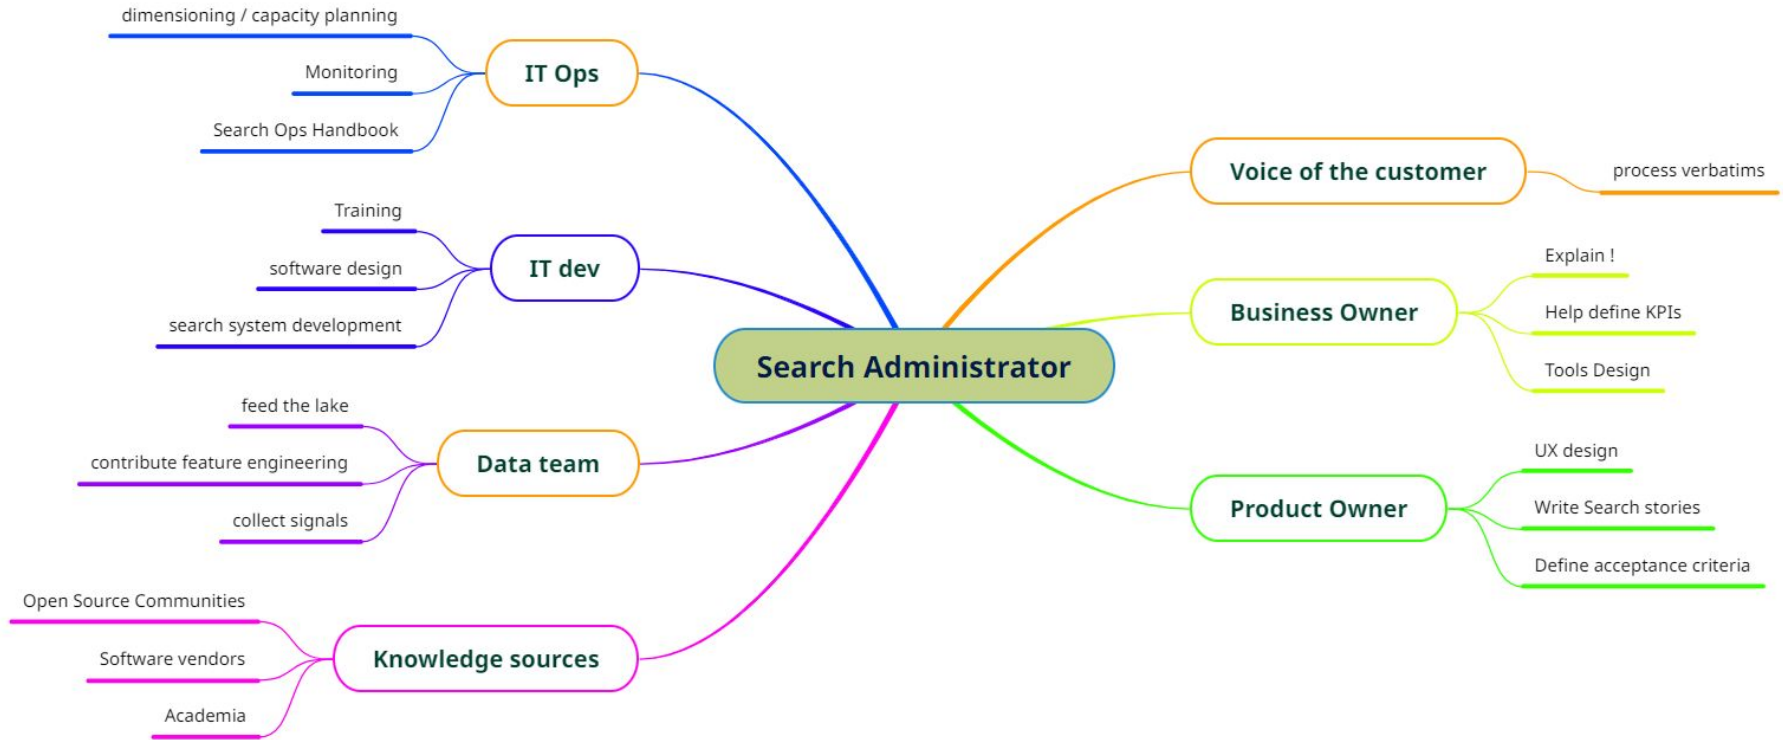 dimensioning / capacity planning
Monitoring
Search Ops Handbook
IT Ops
Training
software design
search system development
IT dev
feed the lake
contribute feature engineering
collect signals
Data team
Open Source Communities
Software vendors
Academia
Knowledge sources
Search Administrator
Voice of the customer
process verbatims
Business Owner
Explain !
Help define KPIs
Tools Design
Product Owner
UX design
Write Search stories
Define acceptance criteria